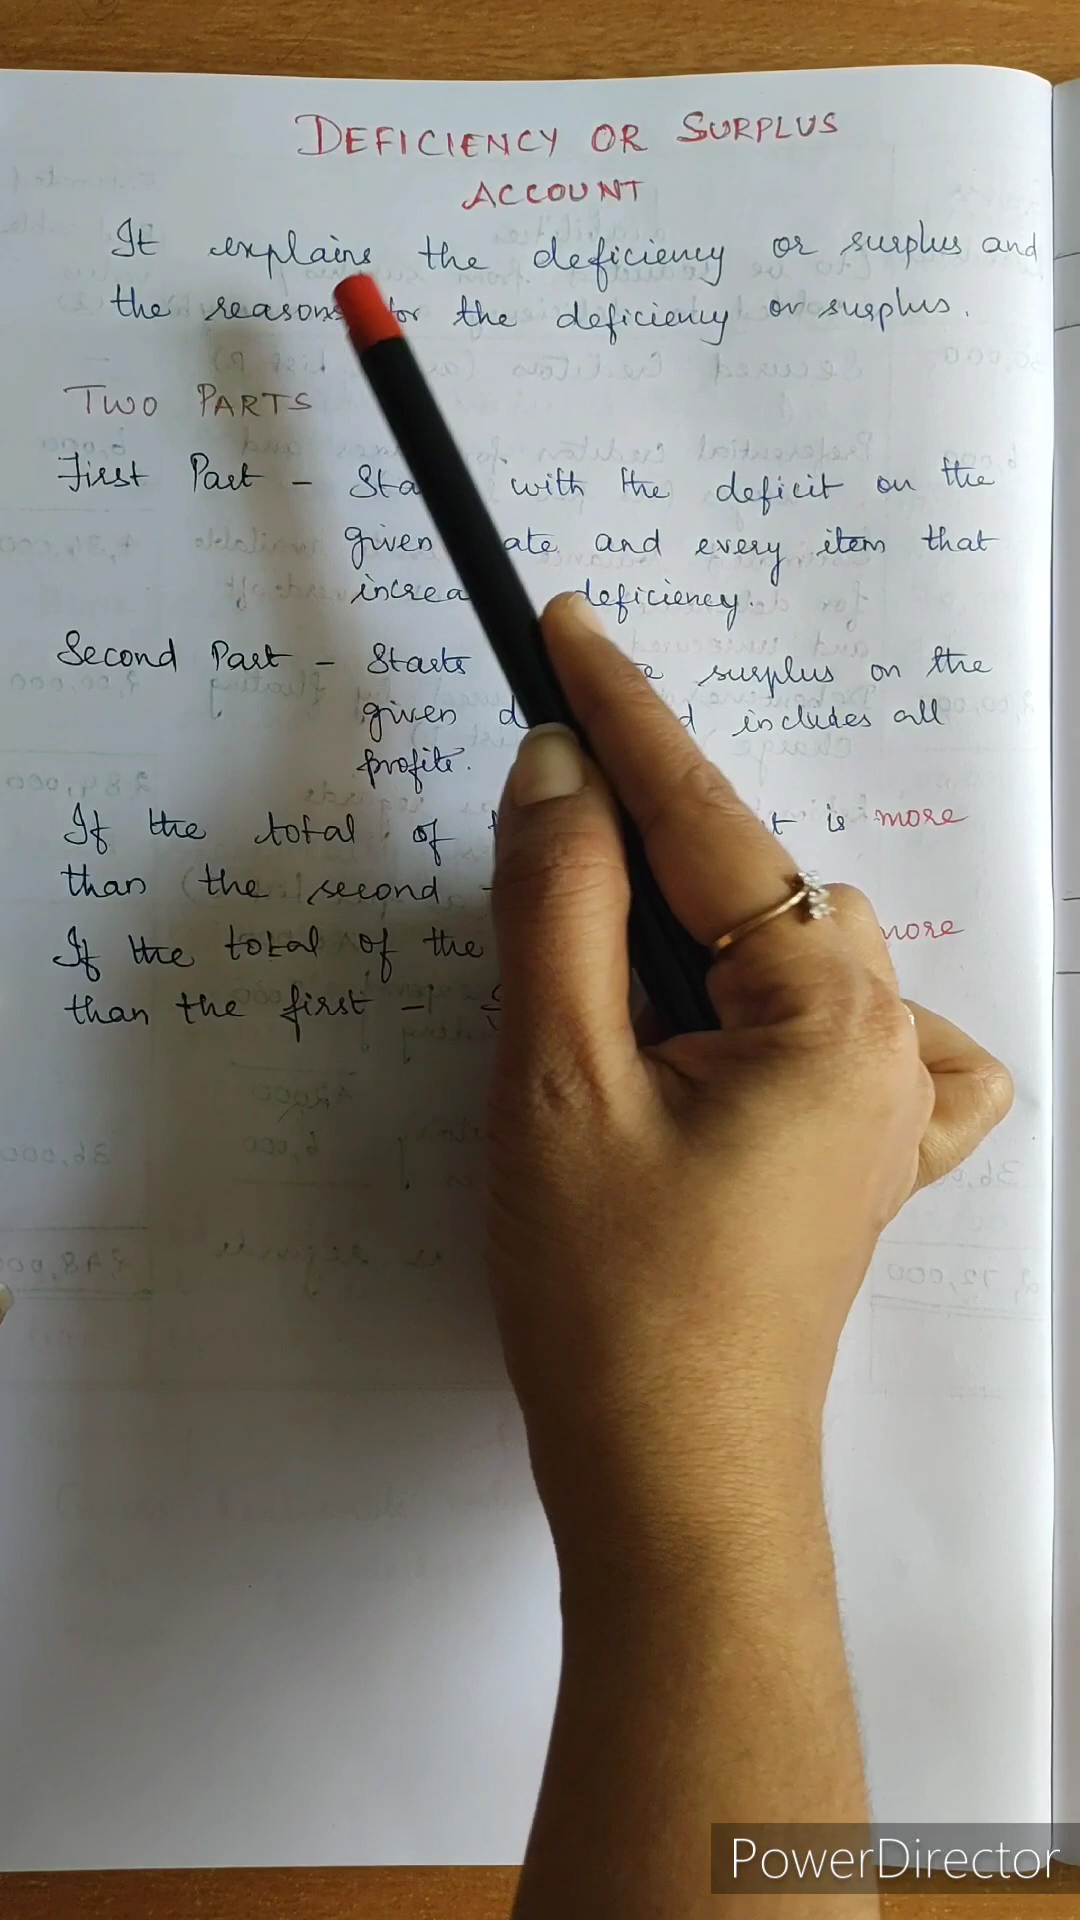 DEFICIENCY OR SURPLUS
ACCOUNT
It explains the deficiency or surplus and
the reasons for the deficiency or surplus.
TWO PARTS
First Part - with the deficit on the
given and every item that
deficiency.
Second Part - Starts surplus on the
given includes all
profits.
If the total of is more
than the second -
If the total of the more
than the first -
PowerDirector